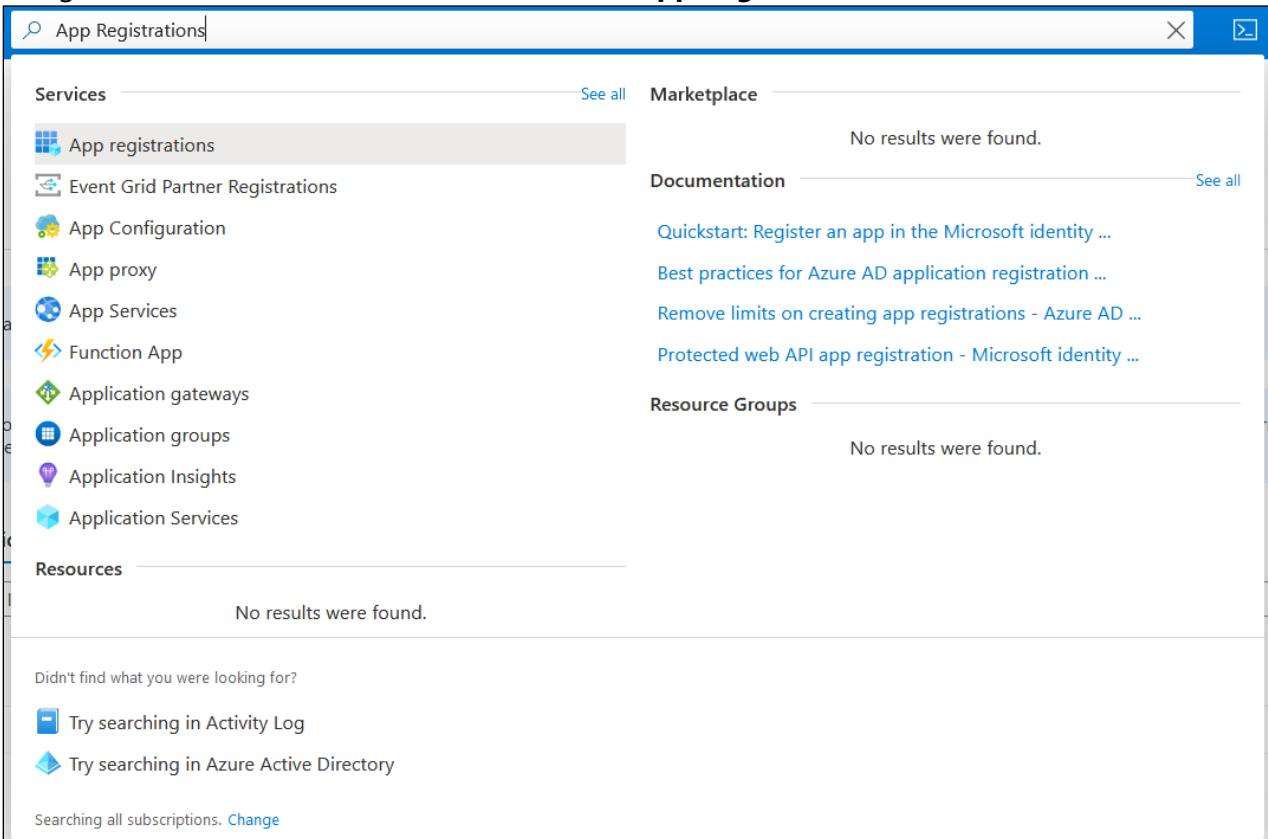 App Registrations
Services
See all
App registrations
Event Grid Partner Registrations
App Configuration
App proxy
App Services
Function App
Application gateways
Application groups
Application Insights
Application Services
Resources
No results were found.
Marketplace
No results were found.
Documentation
See all
Quickstart: Register an app in the Microsoft identity ...
Best practices for Azure AD application registration ...
Remove limits on creating app registrations - Azure AD ...
Protected web API app registration - Microsoft identity ...
Resource Groups
No results were found.
Didn't find what you were looking for?
Try searching in Activity Log
Try searching in Azure Active Directory
Searching all subscriptions. Change